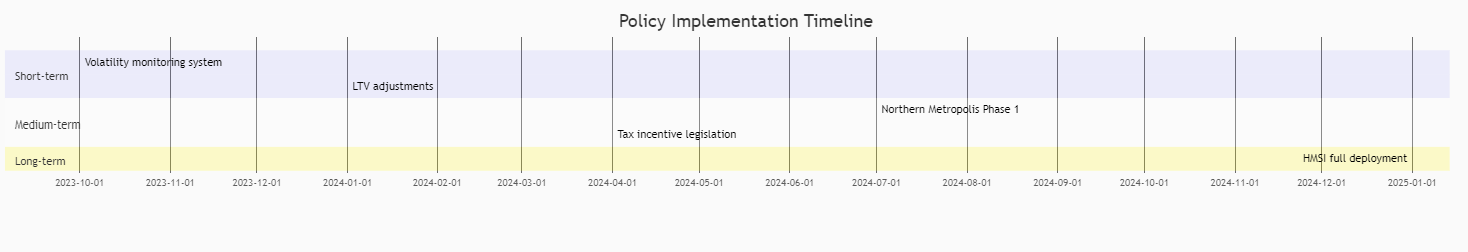 Policy Implementation Timeline
Short-term
Volatility monitoring system
LTV adjustments
Medium-term
Northern Metropolis Phase 1
Tax incentive legislation
Long-term
HMSI full deployment
2023-10-01 2023-11-01 2023-12-01 2024-01-01 2024-02-01 2024-03-01 2024-04-01 2024-05-01 2024-06-01 2024-07-01 2024-08-01 2024-09-01 2024-10-01 2024-11-01 2024-12-01 2025-01-01